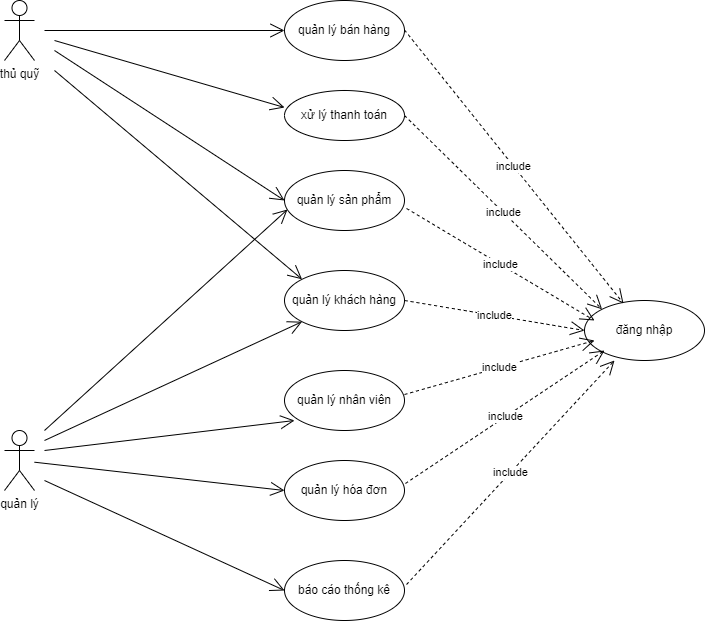 quản lý bán hàng
thủ quỹ
xử lý thanh toán
include
quản lý sản phẩm
include
include
quản lý khách hàng
include
đăng nhập
include
quản lý nhân viên
include
include
quản lý hóa đơn
quản lý
báo cáo thống kê